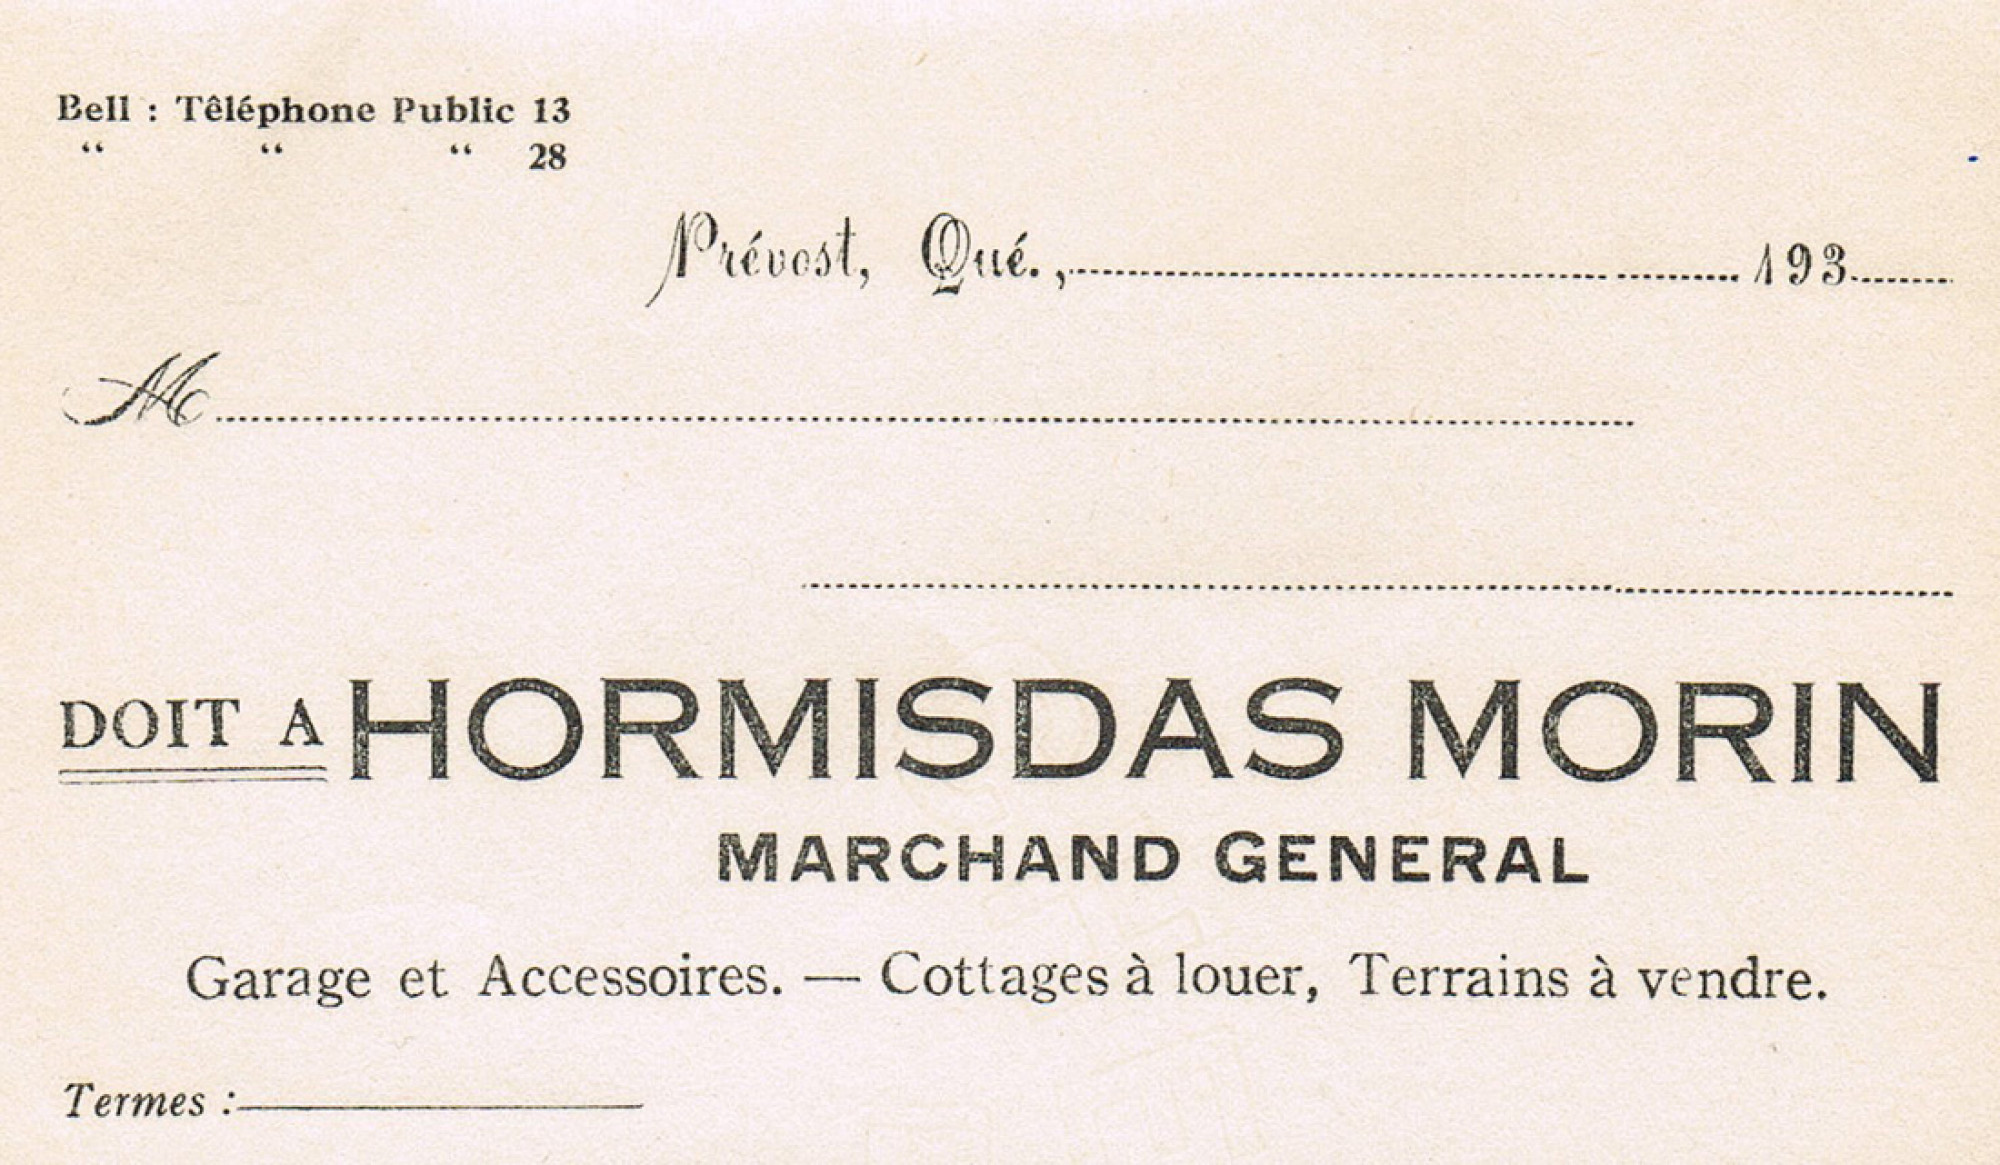 Bell : Têléphone Public 13
“ “ “ 28
Prévost, Qué., 193
M
DOIT A HORMISDAS MORIN
MARCHAND GENERAL
Garage et Accessoires. — Cottages à louer, Terrains à vendre.
Termes :